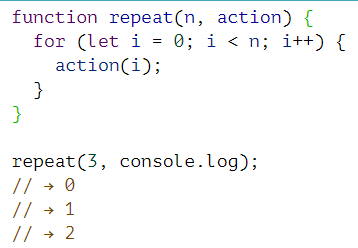 function repeat(n, action) {
  for (let i = 0; i < n; i++) {
    action(i);
  }
}

repeat(3, console.log);
// → 0
// → 1
// → 2